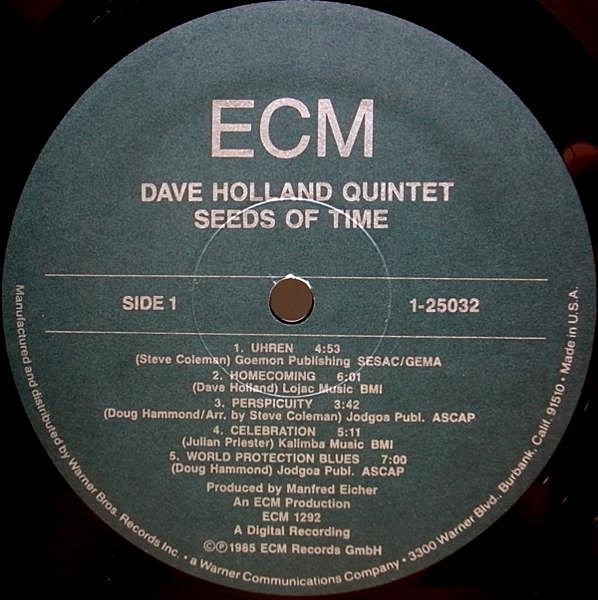 ECM
DAVE HOLLAND QUINTET
SEEDS OF TIME
SIDE 1
1-25032
1. UHREN 4:53
(Steve Coleman) Goemon Publishing SESAC/GEMA
2. HOMECOMING 6:01
(Dave Holland) Lojac Music BMI
3. PERSPICUITY 3:42
(Doug Hammond/Arr. by Steve Coleman) Jodgoa Publ. ASCAP
4. CELEBRATION 5:11
(Julian Priester) Kalimba Music BMI
5. WORLD PROTECTION BLUES 7:00
(Doug Hammond) Jodgoa Publ. ASCAP
Produced by Manfred Eicher
An ECM Production
ECM 1292
A Digital Recording
©℗1985 ECM Records GmbH
Manufactured and distributed by Warner Bros. Records Inc. • a Warner Communications Company • 3300 Warner Blvd., Burbank, Calif. 91510 • Made in U.S.A.